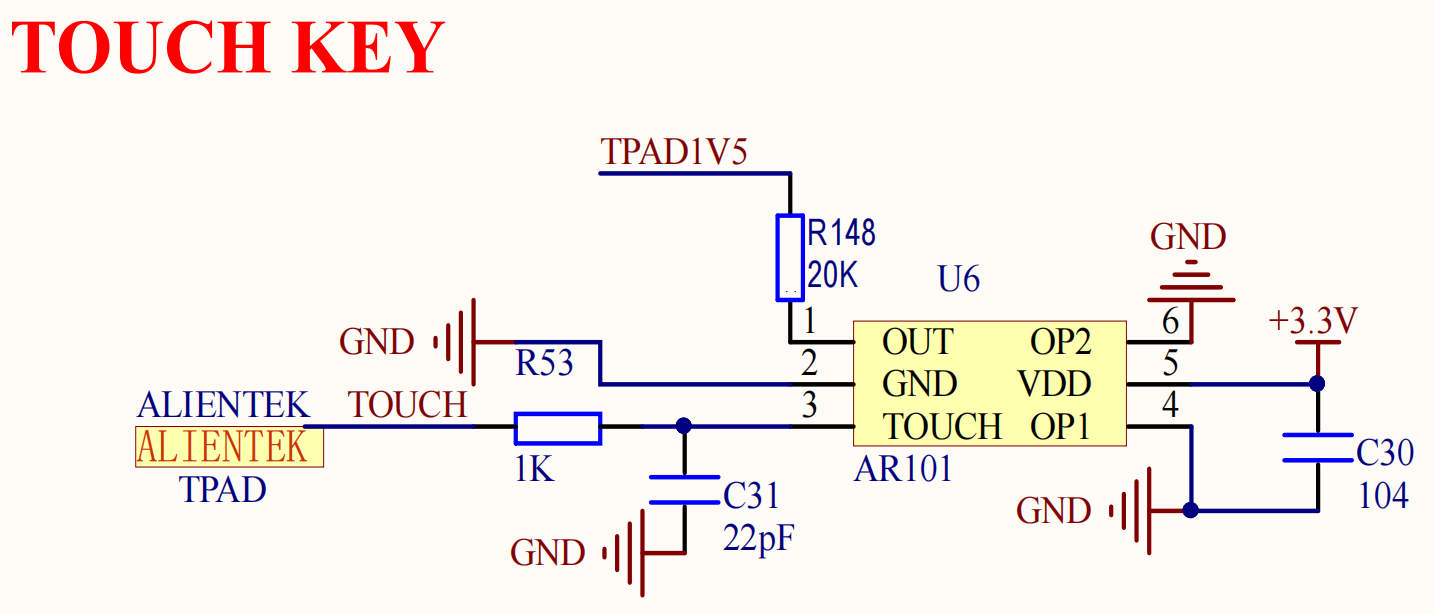 TOUCH KEY
TPAD1V5
R148
20K
U6
GND
+3.3V
GND
R53
1
2
3
OUT
GND
TOUCH
OP2
VDD
OP1
6
5
4
AR101
ALIENTEK
TOUCH
ALIENTEK
TPAD
1K
C31
22pF
GND
GND
C30
104